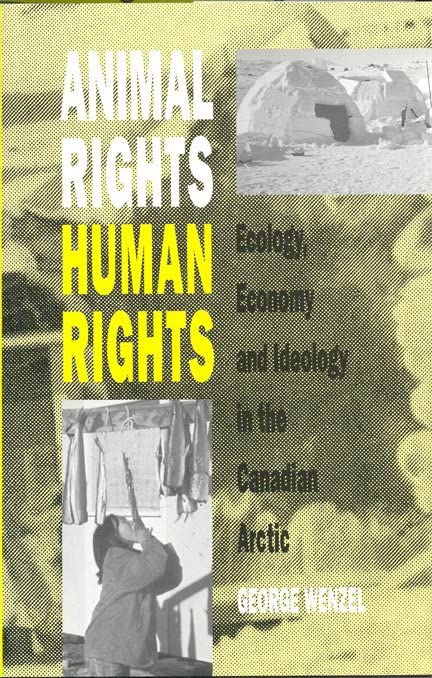 ANIMAL
RIGHTS
HUMAN
RIGHTS
Ecology,
Economy
and Ideology
in the
Canadian
Arctic
GEORGE WENZEL